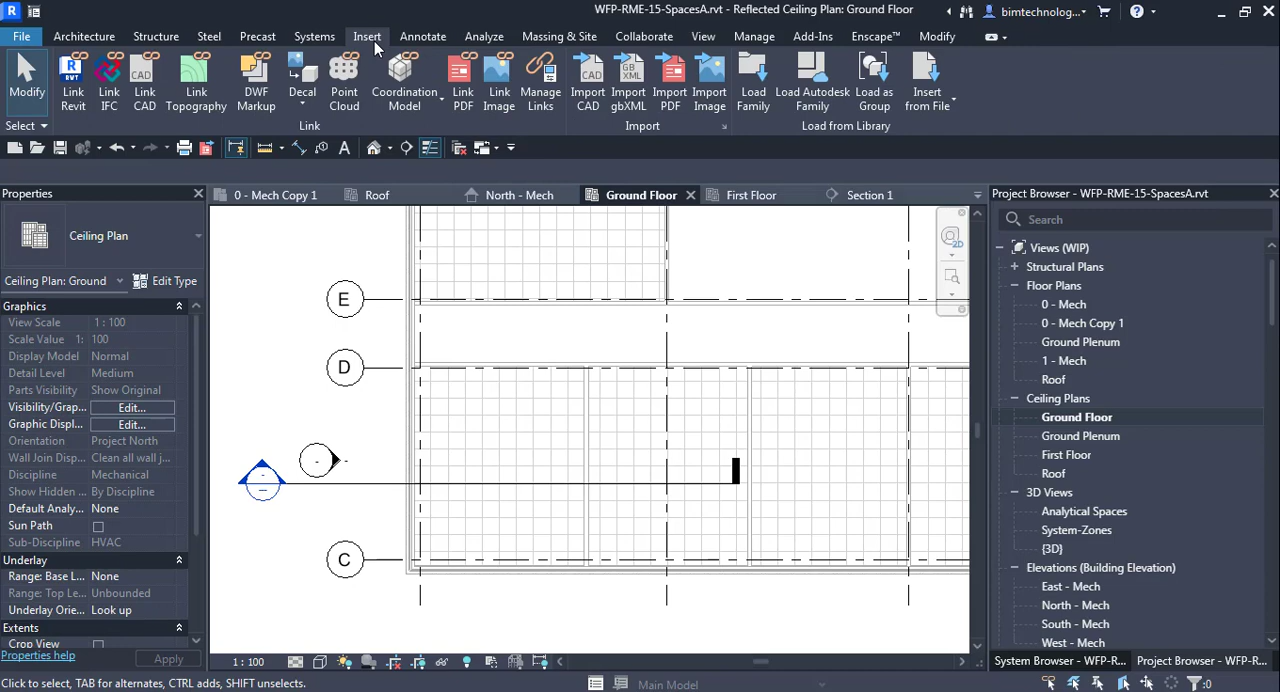 R
WFP-RME-15-SpacesA.rvt - Reflected Ceiling Plan: Ground Floor
bimtechnolog...
File Architecture Structure Steel Precast Systems Insert Annotate Analyze Massing & Site Collaborate View Manage Add-Ins Enscape™ Modify
Modify
Link Revit
Link IFC
Link CAD
Link Topography
DWF Markup
Decal
Point Cloud
Coordination Model
Link PDF
Link Image
Manage Links
Import CAD
Import gbXML
Import PDF
Import Image
Load Family
Load Autodesk Family
Load as Group
Insert from File
Select
Link
Import
Load from Library
Properties
0 - Mech Copy 1
Roof
North - Mech
Ground Floor
First Floor
Section 1
Project Browser - WFP-RME-15-SpacesA.rvt
Ceiling Plan
Ceiling Plan: Ground
Edit Type
Graphics
View Scale 1 : 100
Scale Value 1: 100
Display Model Normal
Detail Level Medium
Parts Visibility Show Original
Visibility/Grap... Edit...
Graphic Displ... Edit...
Orientation Project North
Wall Join Disp... Clean all wall j...
Discipline Mechanical
Show Hidden ... By Discipline
Default Analy... None
Sun Path
Sub-Discipline HVAC
Underlay
Range: Base L... None
Range: Top Le... Unbounded
Underlay Orie... Look up
Extents
Crop View
Properties help
Apply
E
D
C
2D
Search
Views (WIP)
Structural Plans
Floor Plans
0 - Mech
0 - Mech Copy 1
Ground Plenum
1 - Mech
Roof
Ceiling Plans
Ground Floor
Ground Plenum
First Floor
Roof
3D Views
Analytical Spaces
System-Zones
{3D}
Elevations (Building Elevation)
East - Mech
North - Mech
South - Mech
West - Mech
1 : 100
System Browser - WFP-R...
Project Browser - WFP-R...
Click to select, TAB for alternates, CTRL adds, SHIFT unselects.
Main Model
:0